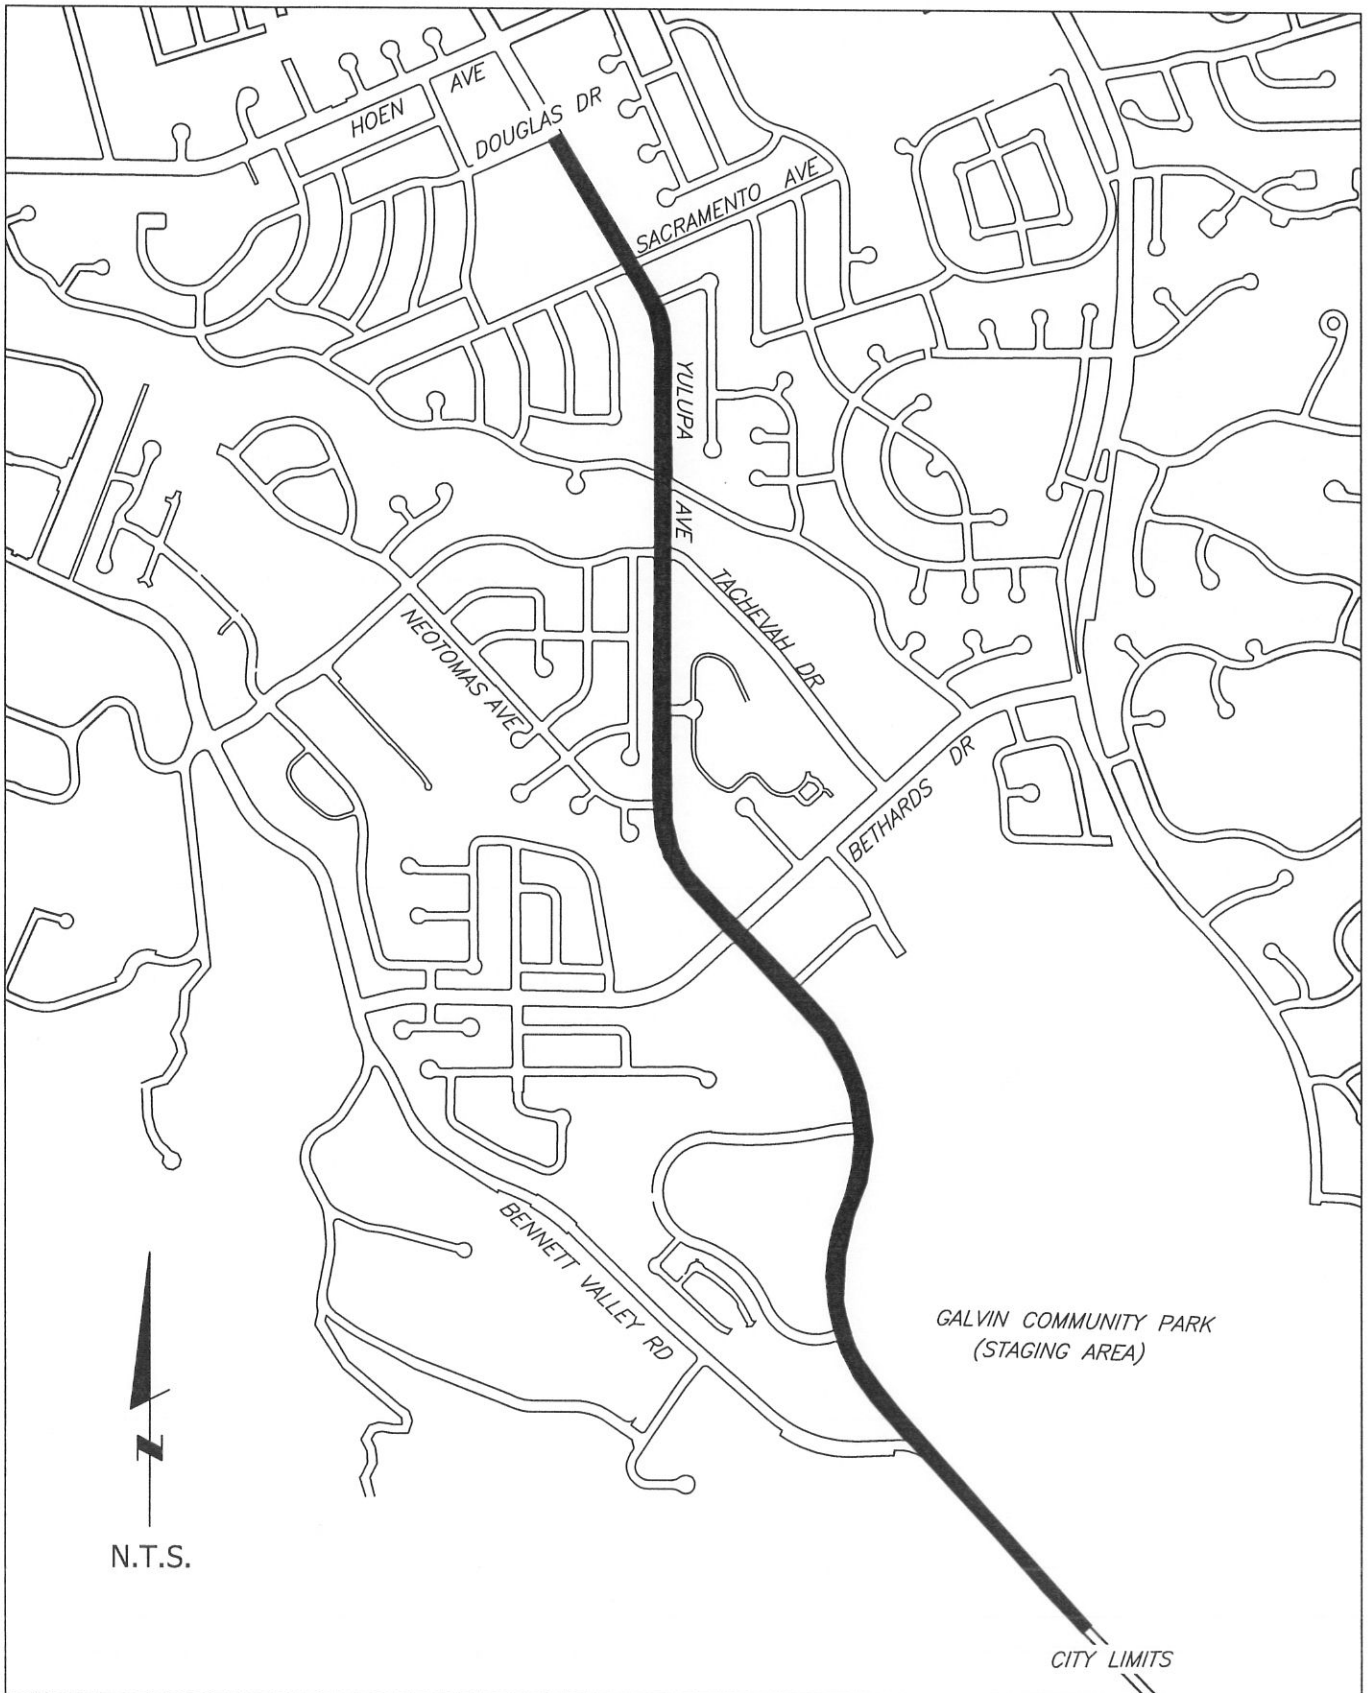 HOEN AVE
DOUGLAS DR
SACRAMENTO AVE
YULUPA AVE
TACHEVAH DR
NEOTOMAS AVE
BETHARDS DR
BENNETT VALLEY RD
GALVIN COMMUNITY PARK
(STAGING AREA)
N
N.T.S.
CITY LIMITS